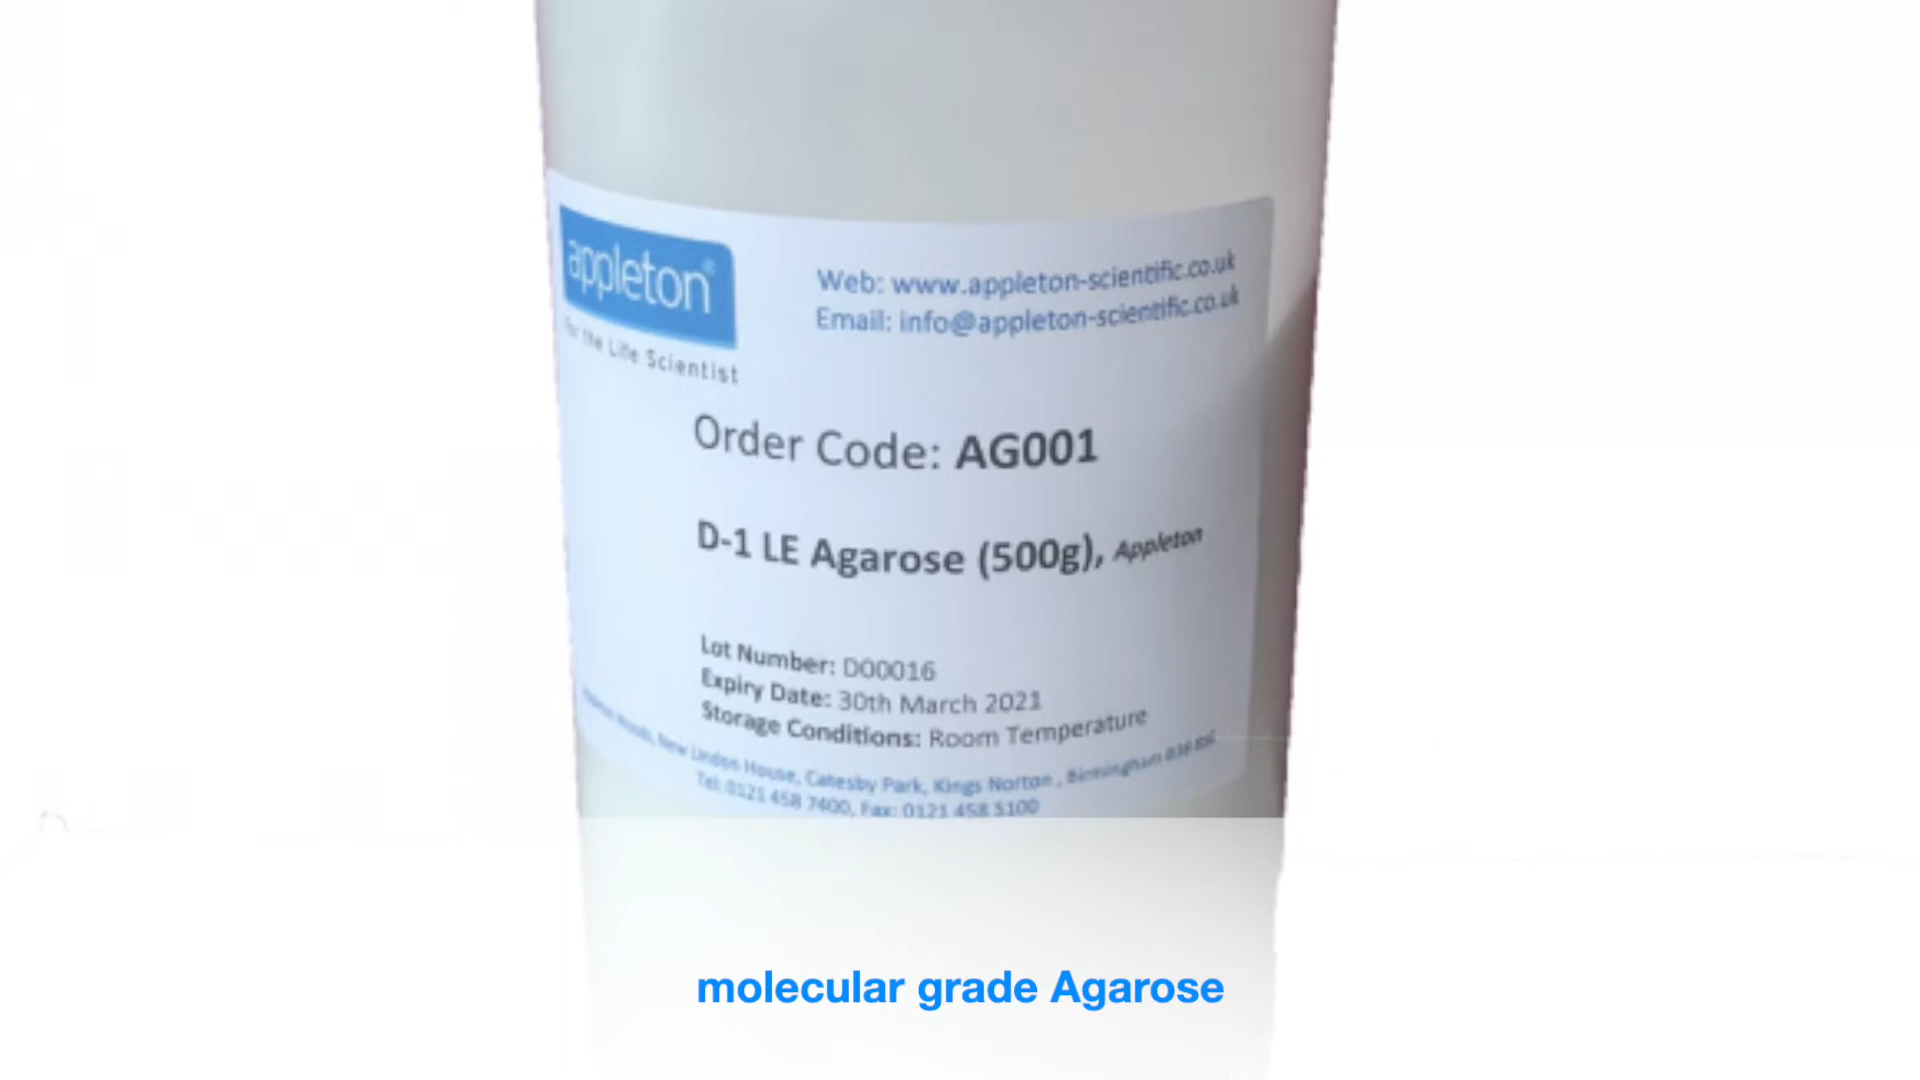 appleton®
for the Life Scientist
Web: www.appleton-scientific.co.uk
Email: info@appleton-scientific.co.uk
Order Code: AG001
D-1 LE Agarose (500g), Appleton
Lot Number: D00016
Expiry Date: 30th March 2021
Storage Conditions: Room Temperature
Woods, New Lindon House, Catesby Park, Kings Norton, Birmingham
Tel: 0121 458 7400, Fax: 0121 458 5100
molecular grade Agarose